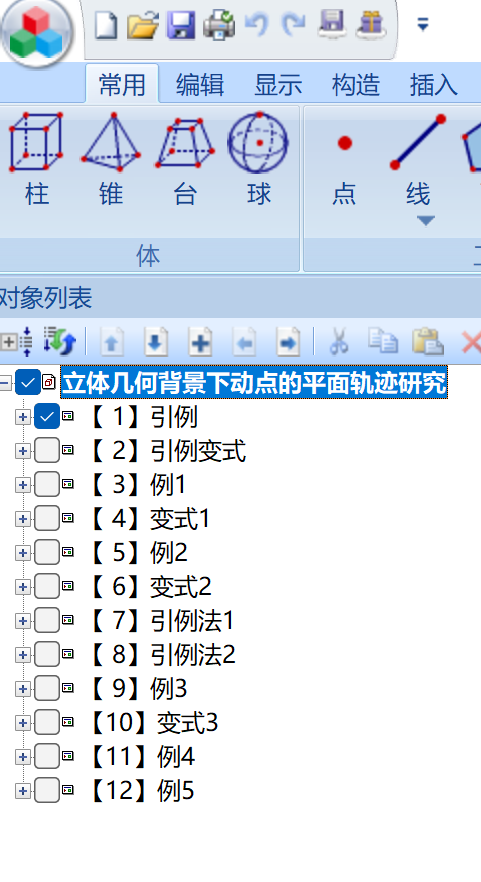 常用 编辑 显示 构造 插入
柱 锥 台 球 点 线
体
对象列表
立体几何背景下动点的平面轨迹研究
【 1】引例
【 2】引例变式
【 3】例1
【 4】变式1
【 5】例2
【 6】变式2
【 7】引例法1
【 8】引例法2
【 9】例3
【10】变式3
【11】例4
【12】例5